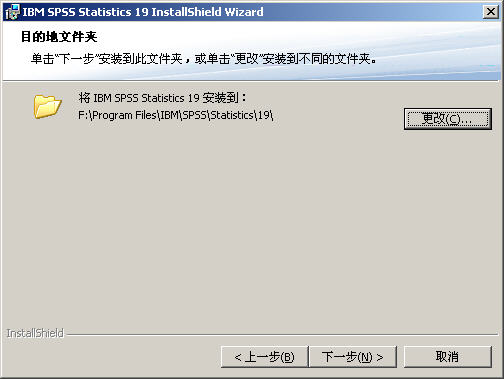 IBM SPSS Statistics 19 InstallShield Wizard
目的地文件夹
单击“下一步”安装到此文件夹，或单击“更改”安装到不同的文件夹。
将 IBM SPSS Statistics 19 安装到：
F:\Program Files\IBM\SPSS\Statistics\19\
更改(C)...
InstallShield
< 上一步(B)
下一步(N) >
取消